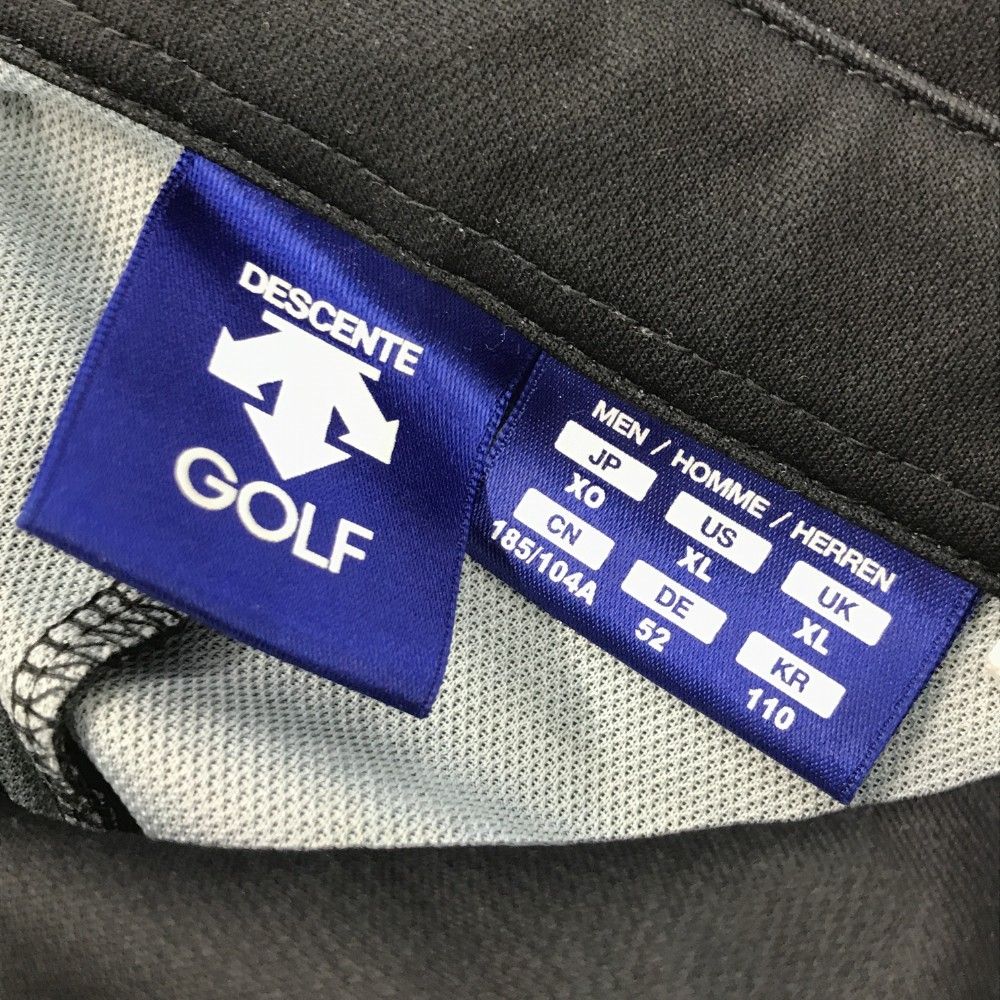 DESCENTE
GOLF
MEN / HOMME / HERREN
JP US UK
XO XL XL
CN DE KR
185/104A 52 110